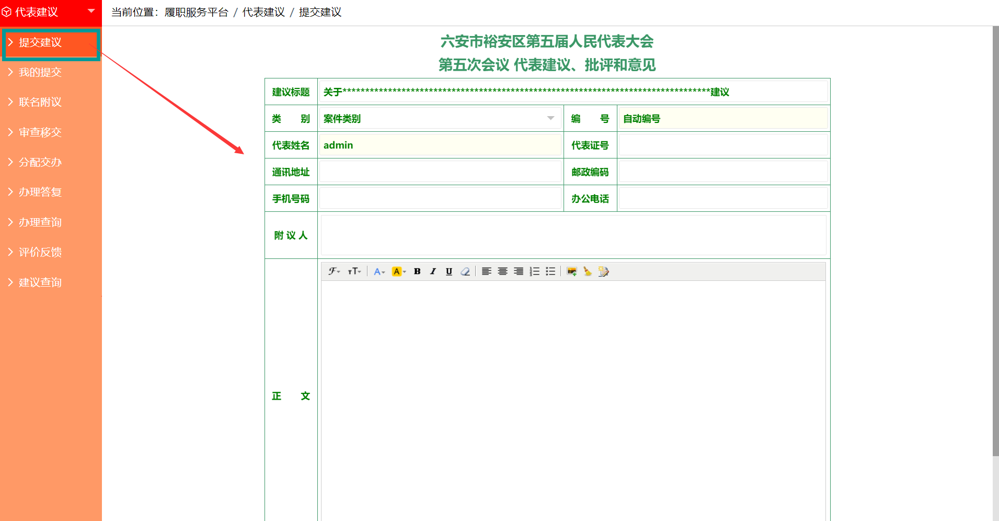 代表建议
当前位置：履职服务平台 / 代表建议 / 提交建议
提交建议
我的提交
联名附议
审查移交
分配交办
办理答复
办理查询
评价反馈
建议查询
六安市裕安区第五届人民代表大会
第五次会议 代表建议、批评和意见
建议标题 关于**********************************************************************************建议
类 别 案件类别 编 号 自动编号
代表姓名 admin 代表证号
通讯地址 邮政编码
手机号码 办公电话
附 议 人
正 文